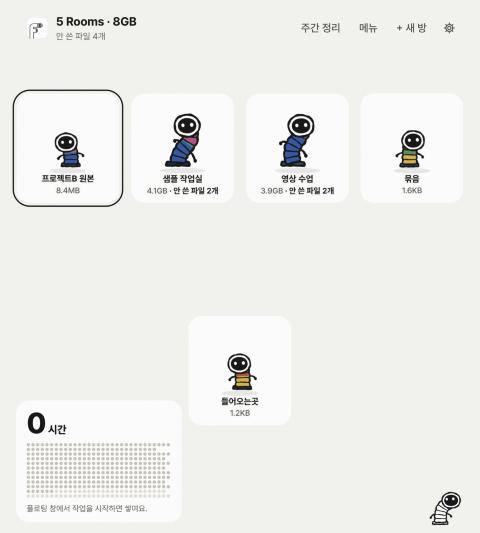 5 Rooms · 8GB
안 쓴 파일 4개
주간 정리 메뉴 + 새 방
프로젝트B 원본
8.4MB
샘플 작업실
4.1GB · 안 쓴 파일 2개
영상 수업
3.9GB · 안 쓴 파일 2개
묶음
1.6KB
들어오는곳
1.2KB
0 시간
플로팅 창에서 작업을 시작하면 쌓여요.